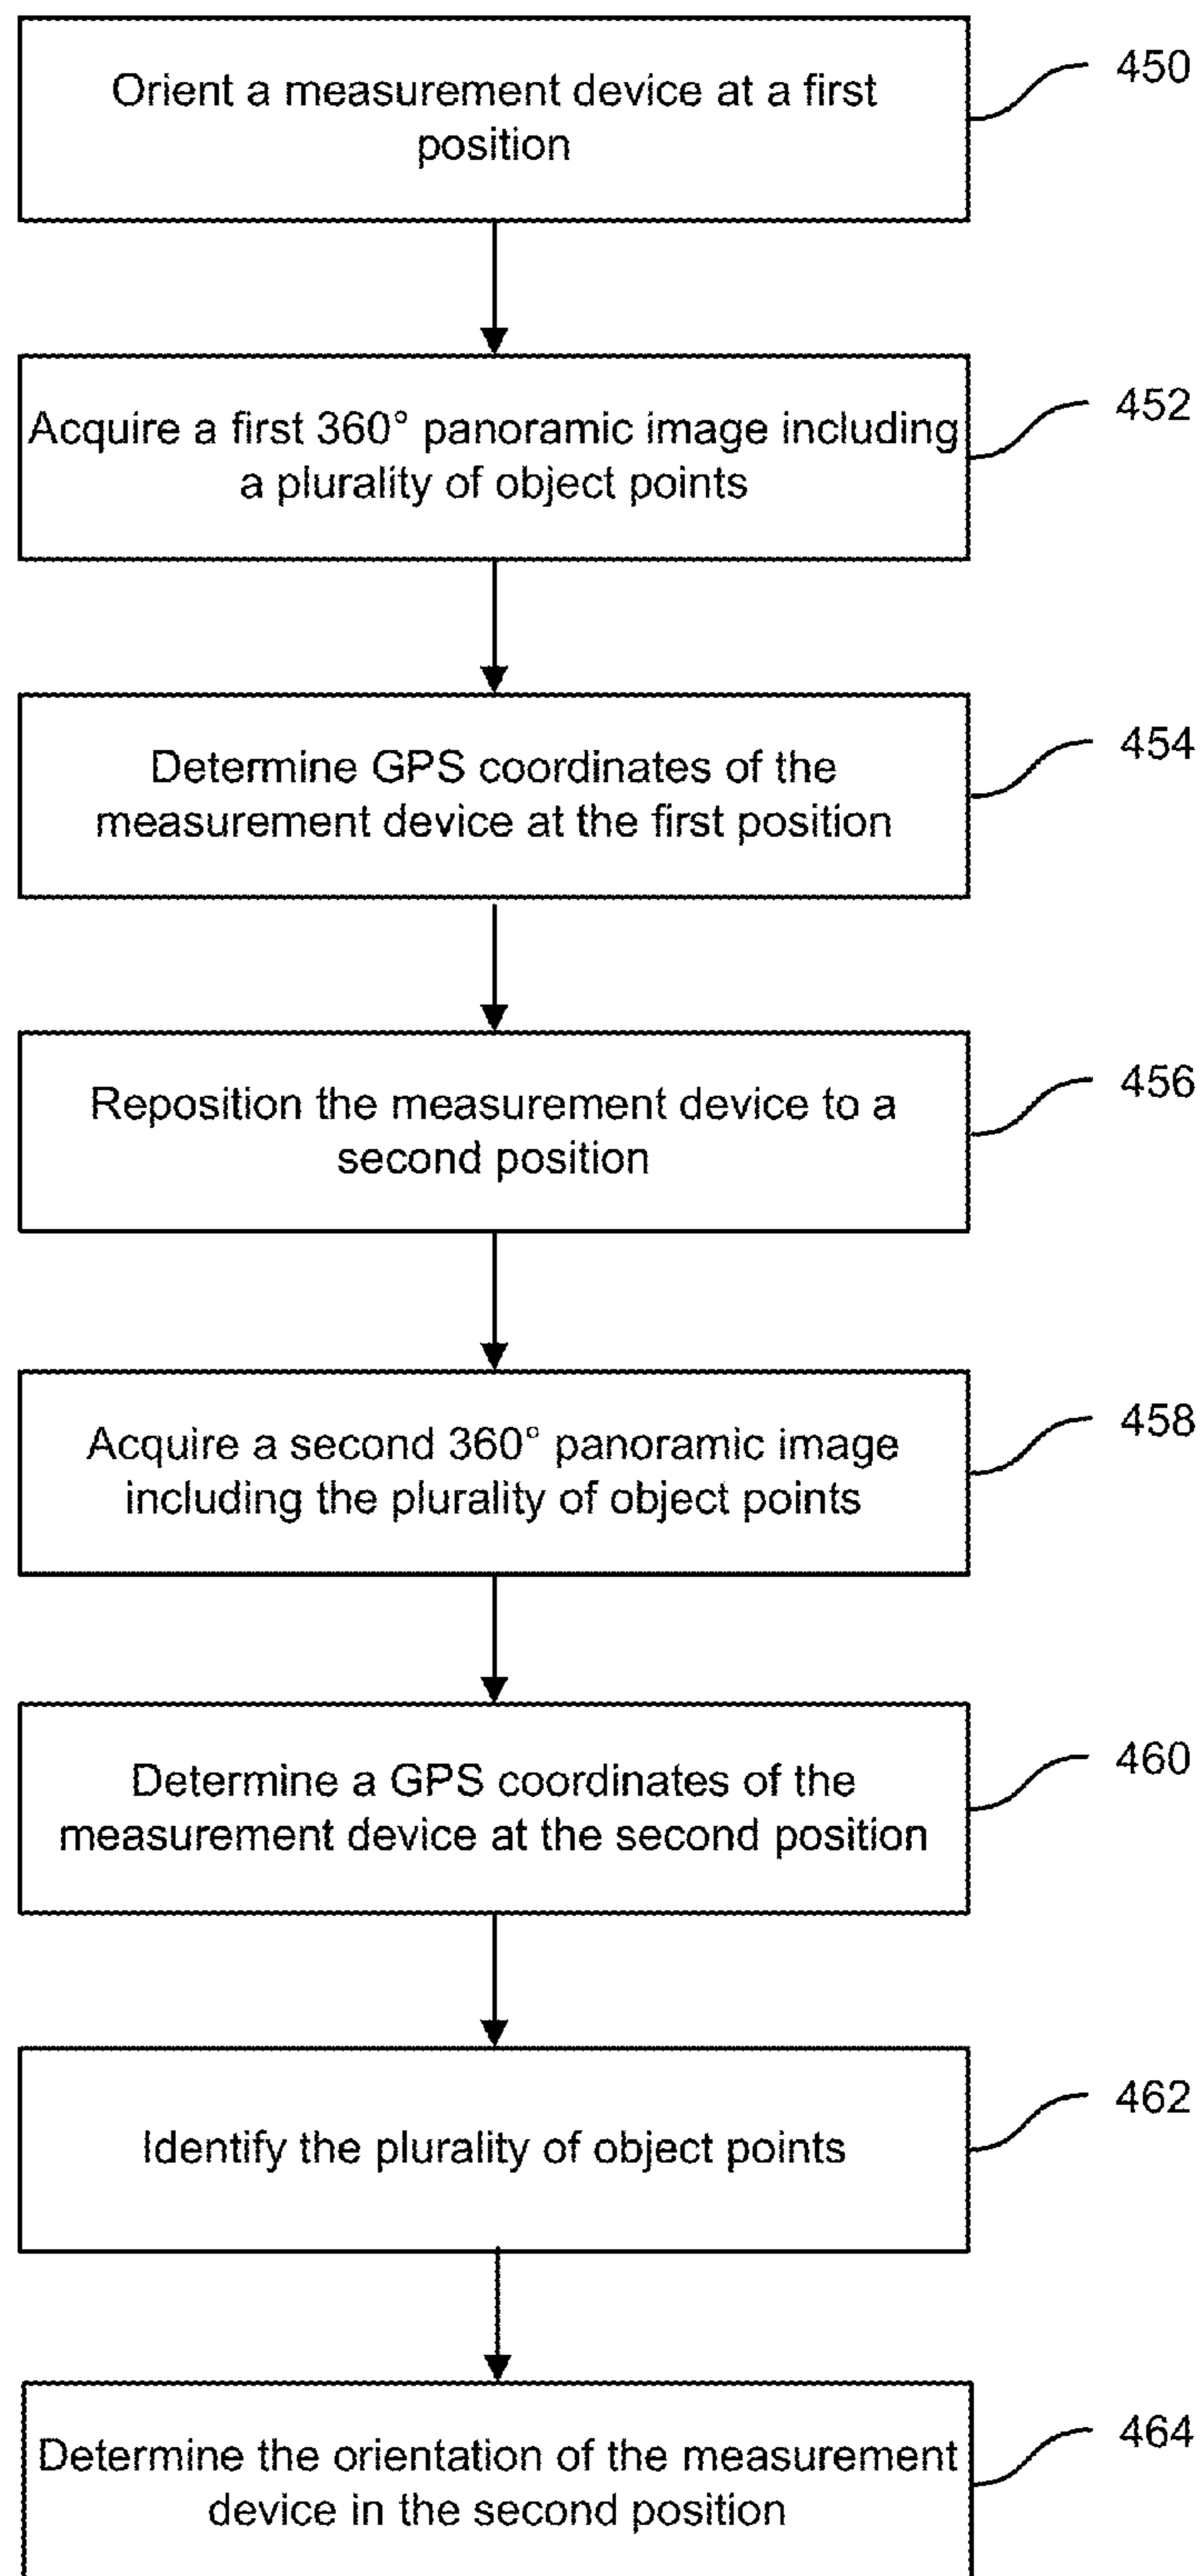 Orient a measurement device at a first
position
450
Acquire a first 360° panoramic image including
a plurality of object points
452
Determine GPS coordinates of the
measurement device at the first position
454
Reposition the measurement device to a
second position
456
Acquire a second 360° panoramic image
including the plurality of object points
458
Determine a GPS coordinates of the
measurement device at the second position
460
Identify the plurality of object points
462
Determine the orientation of the measurement
device in the second position
464